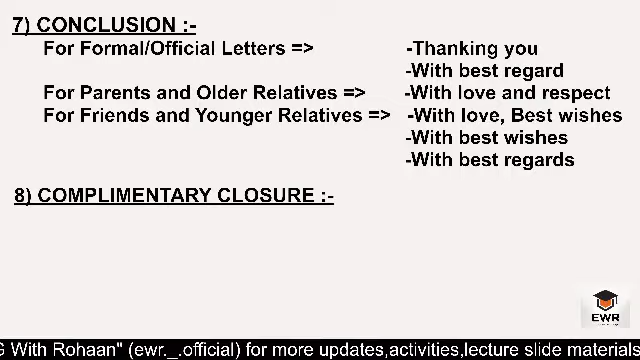 7) CONCLUSION :-
For Formal/Official Letters => -Thanking you
-With best regard
For Parents and Older Relatives => -With love and respect
For Friends and Younger Relatives => -With love, Best wishes
-With best wishes
-With best regards
8) COMPLIMENTARY CLOSURE :-
EWR
G With Rohaan" (ewr._.official) for more updates,activities,lecture slide materials